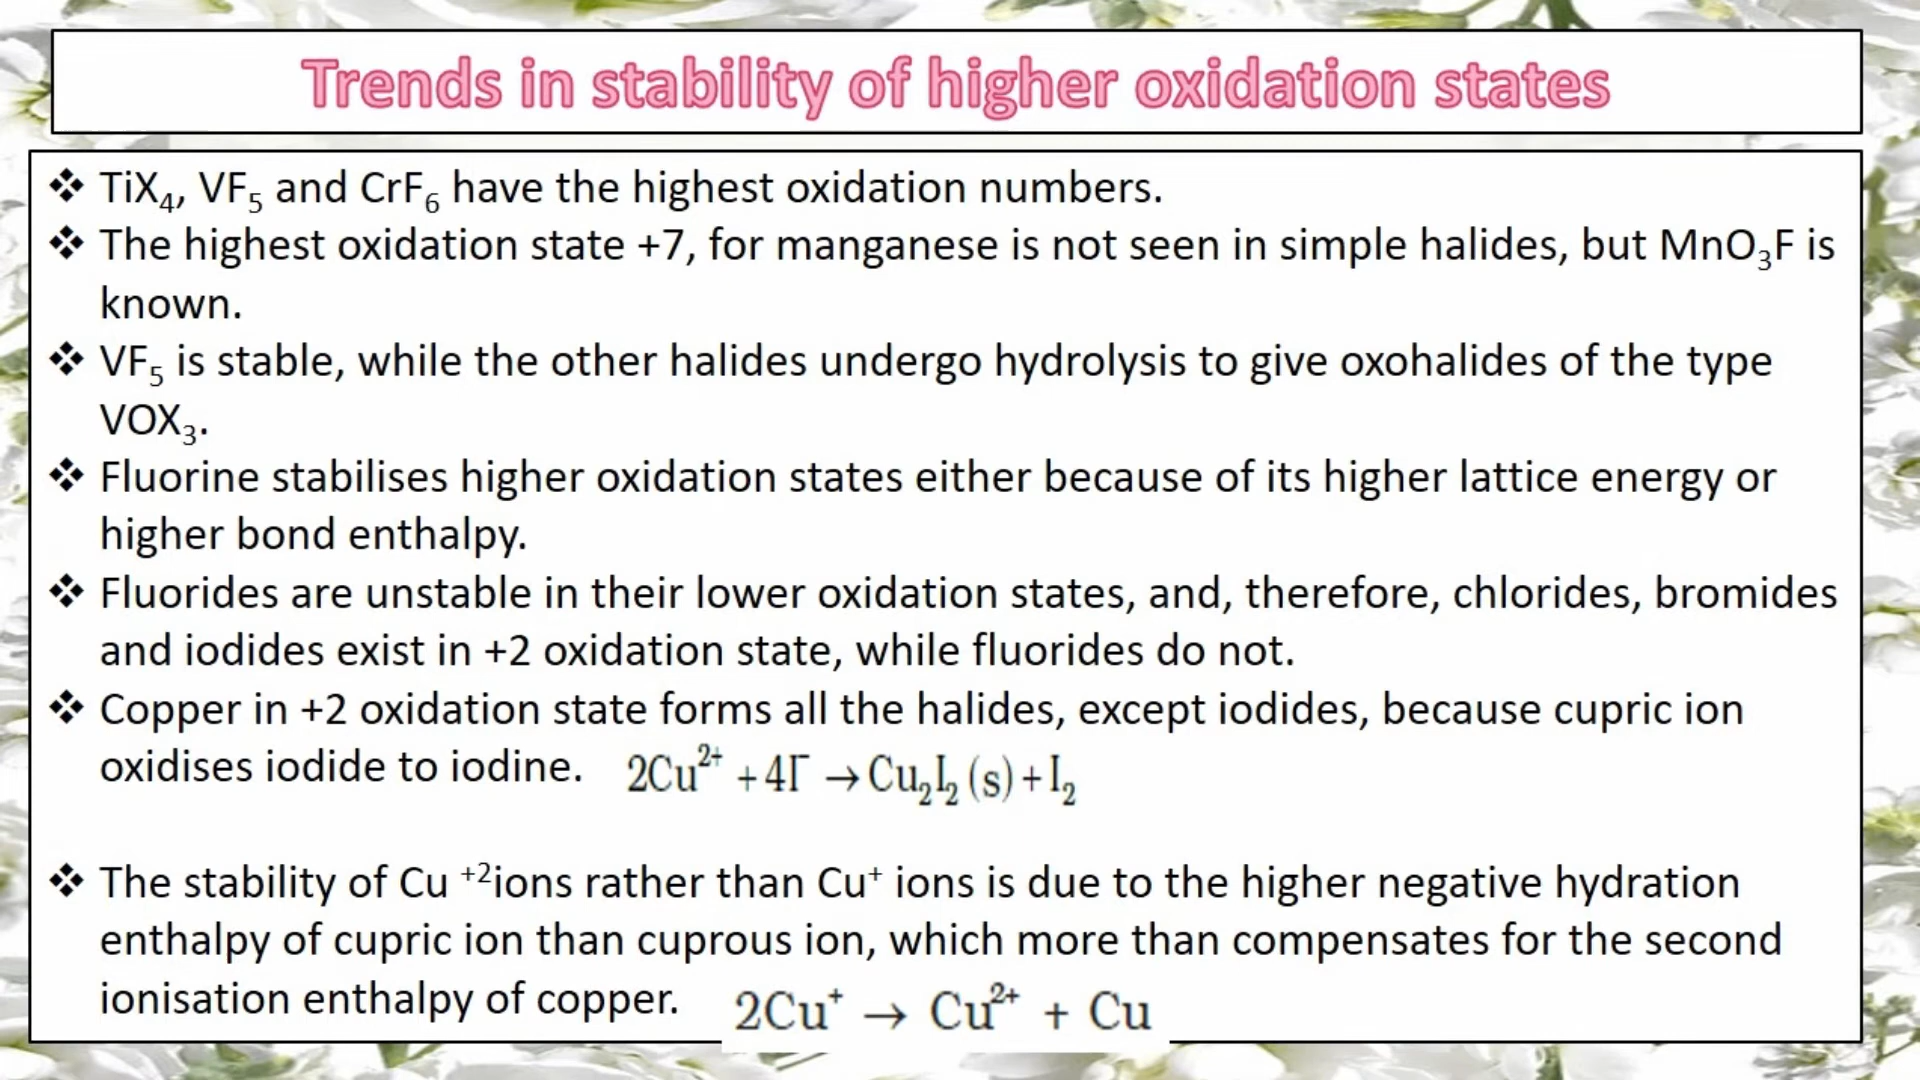 Trends in stability of higher oxidation states
❖ TiX₄, VF₅ and CrF₆ have the highest oxidation numbers.
❖ The highest oxidation state +7, for manganese is not seen in simple halides, but MnO₃F is
known.
❖ VF₅ is stable, while the other halides undergo hydrolysis to give oxohalides of the type
VOX₃.
❖ Fluorine stabilises higher oxidation states either because of its higher lattice energy or
higher bond enthalpy.
❖ Fluorides are unstable in their lower oxidation states, and, therefore, chlorides, bromides
and iodides exist in +2 oxidation state, while fluorides do not.
❖ Copper in +2 oxidation state forms all the halides, except iodides, because cupric ion
oxidises iodide to iodine. 2Cu²⁺ + 4I⁻ → Cu₂I₂ (s) + I₂
❖ The stability of Cu ⁺²ions rather than Cu⁺ ions is due to the higher negative hydration
enthalpy of cupric ion than cuprous ion, which more than compensates for the second
ionisation enthalpy of copper. 2Cu⁺ → Cu²⁺ + Cu